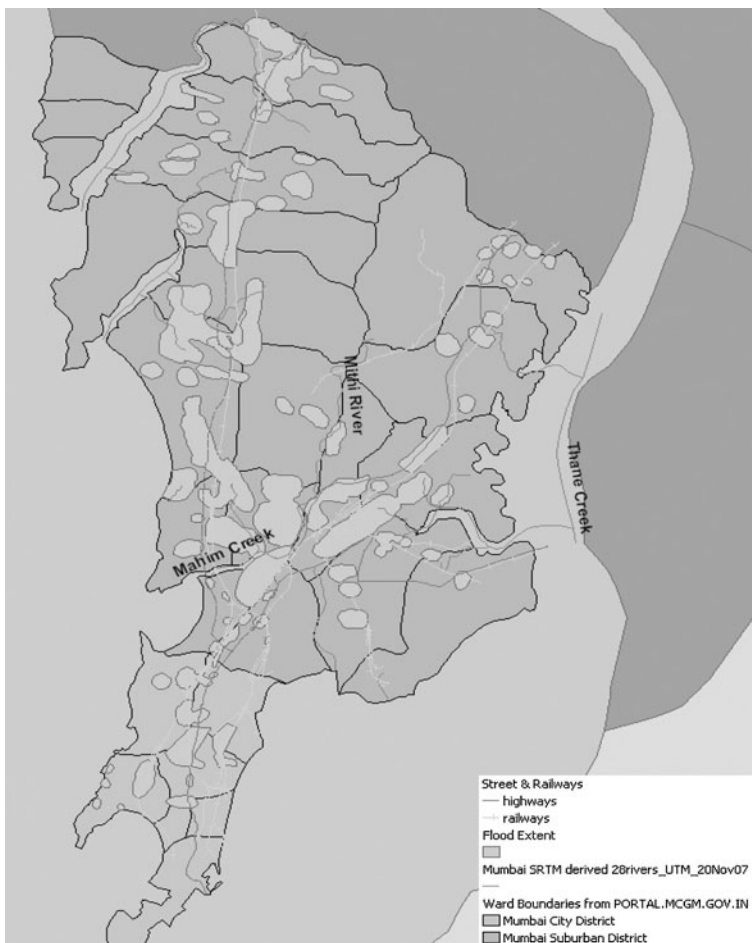 Mithi River
Thane Creek
Mahim Creek
Street & Railways
highways
railways
Flood Extent
Mumbai SRTM derived 28rivers_UTM_20Nov07
Ward Boundaries from PORTAL.MCGM.GOV.IN
Mumbai City District
Mumbai Suburban District